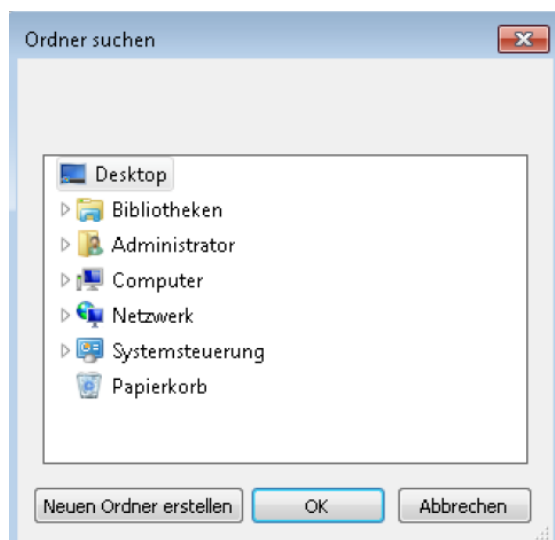 Ordner suchen
Desktop
Bibliotheken
Administrator
Computer
Netzwerk
Systemsteuerung
Papierkorb
Neuen Ordner erstellen OK Abbrechen